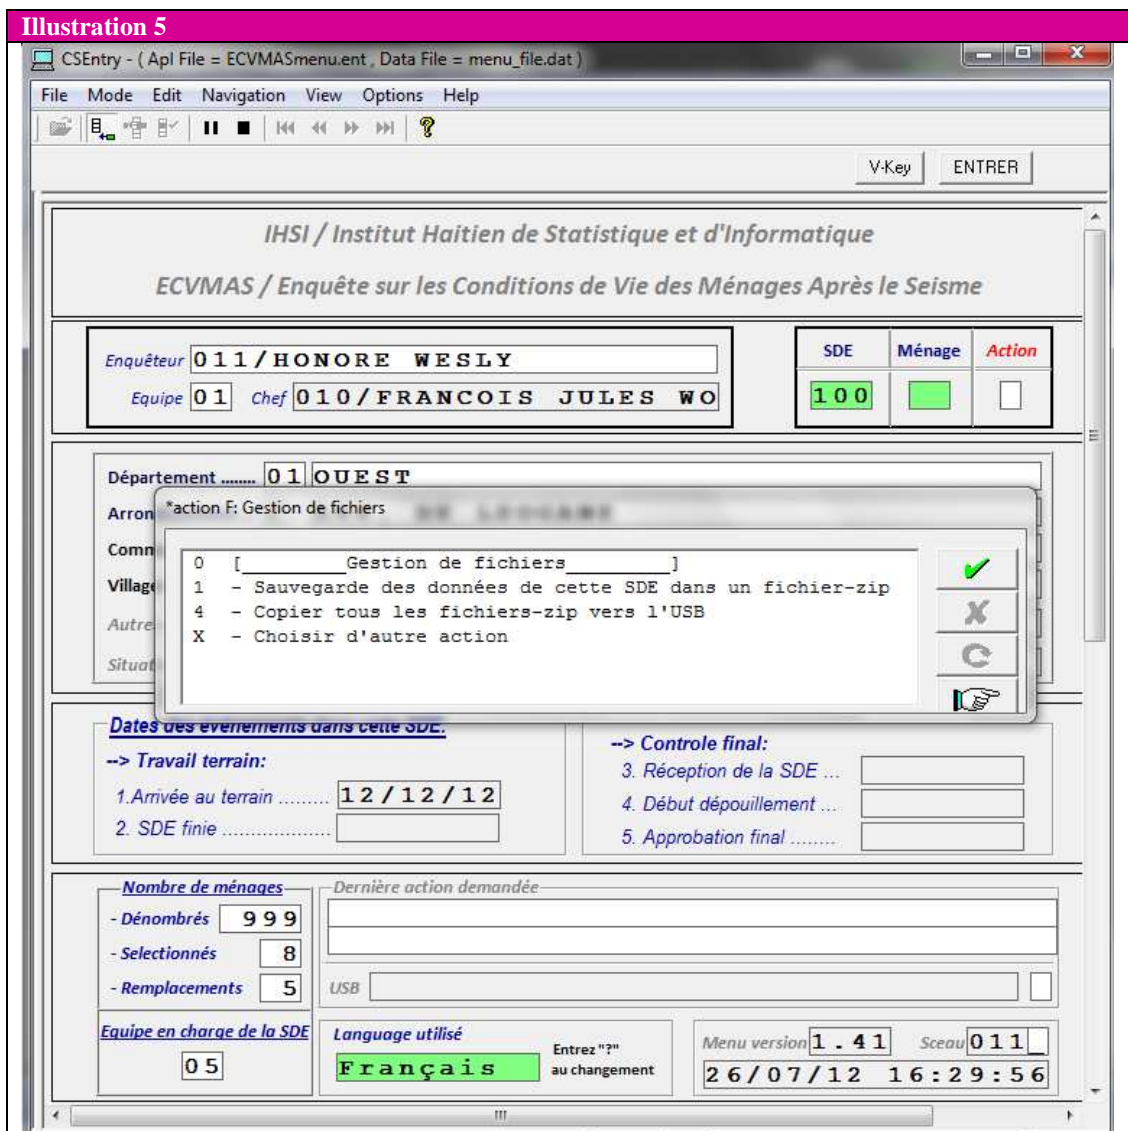 Illustration 5
CSEntry - ( Apl File = ECVMASmenu.ent , Data File = menu_file.dat )
File Mode Edit Navigation View Options Help
V-Key ENTRER
IHSI / Institut Haitien de Statistique et d'Informatique
ECVMAS / Enquête sur les Conditions de Vie des Ménages Après le Seisme
Enquêteur 011/HONORE WESLY
Equipe 01 Chef 010/FRANCOIS JULES WO
SDE Ménage Action
100
Département ........ 01 OUEST
Arron
Comm
Village
Autre
Situat
*action F: Gestion de fichiers
0 [________Gestion de fichiers________]
1 - Sauvegarde des données de cette SDE dans un fichier-zip
4 - Copier tous les fichiers-zip vers l'USB
X - Choisir d'autre action
Dates des événements dans cette SDE:
--> Travail terrain:
1.Arrivée au terrain ......... 12/12/12
2. SDE finie ....................
--> Controle final:
3. Réception de la SDE ...
4. Début dépouillement ...
5. Approbation final ........
Nombre de ménages
- Dénombrés 999
- Selectionnés 8
- Remplacements 5
Dernière action demandée
USB
Equipe en charge de la SDE
05
Language utilisé
Français
Entrez "?"
au changement
Menu version 1.41 Sceau 011_
26/07/12 16:29:56